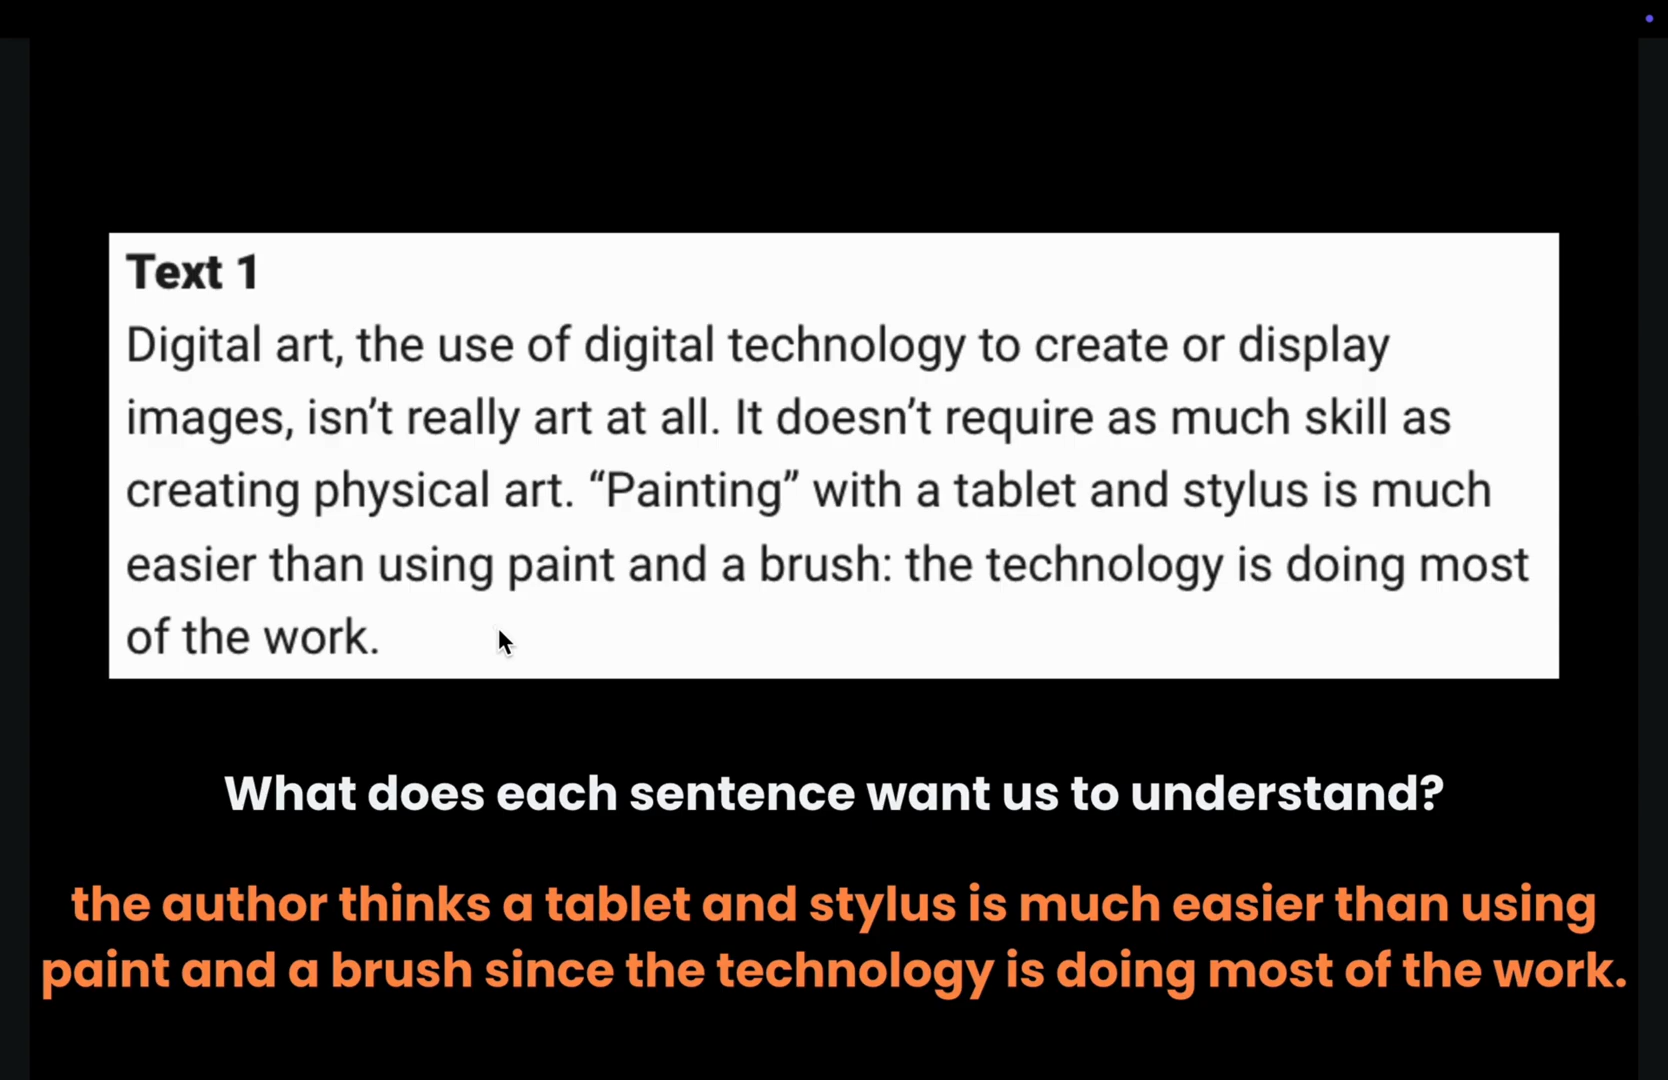 Text 1
Digital art, the use of digital technology to create or display
images, isn’t really art at all. It doesn’t require as much skill as
creating physical art. “Painting” with a tablet and stylus is much
easier than using paint and a brush: the technology is doing most
of the work.
What does each sentence want us to understand?
the author thinks a tablet and stylus is much easier than using
paint and a brush since the technology is doing most of the work.